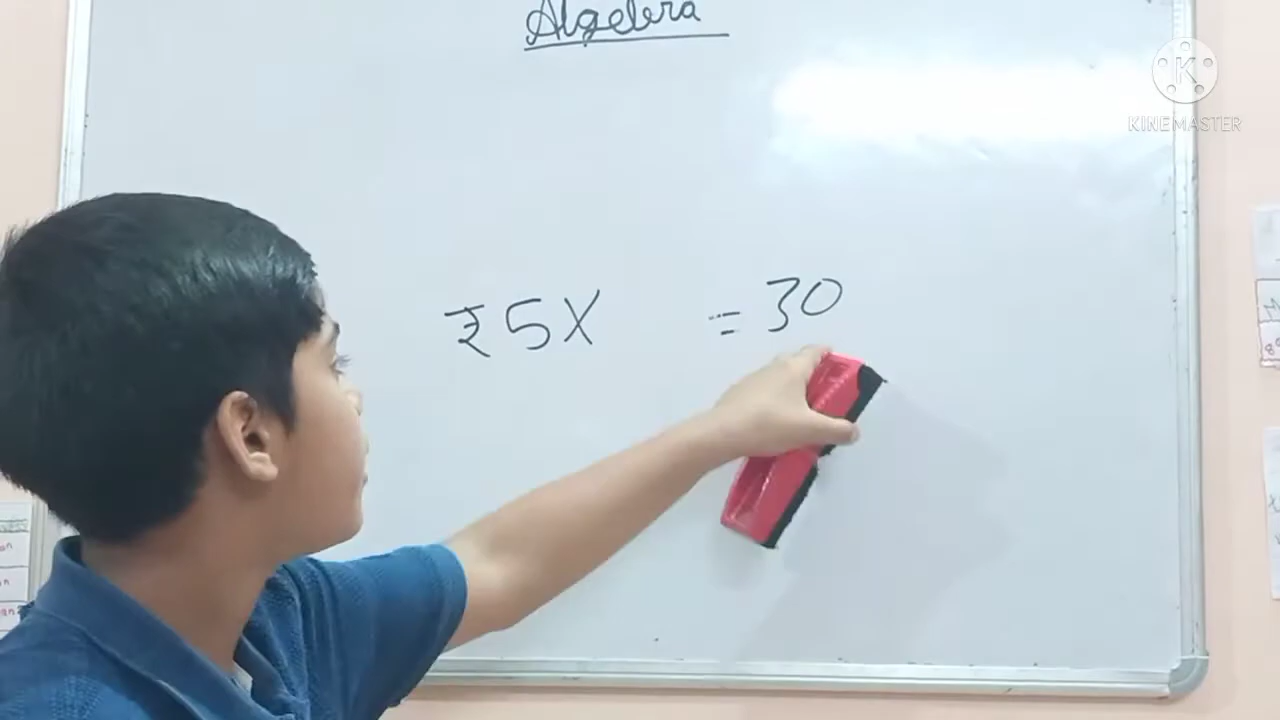 Algebra
K
KINEMASTER
₹5X = 30